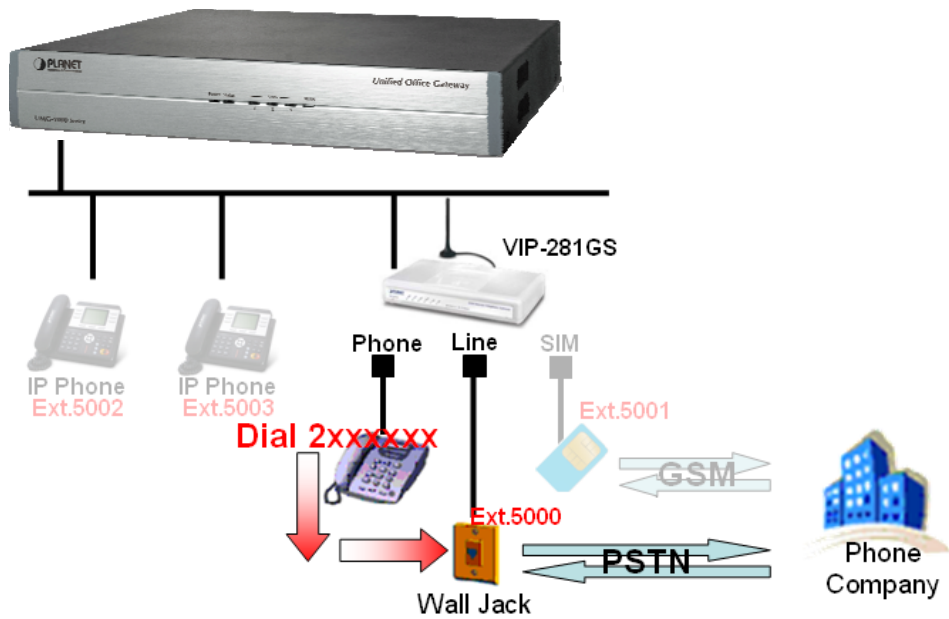 PLANET
Unified Office Gateway
VIP-281GS
Phone
Line
SIM
IP Phone
Ext.5002
IP Phone
Ext.5003
Ext.5001
Dial 2xxxxxx
GSM
Ext.5000
PSTN
Wall Jack
Phone
Company